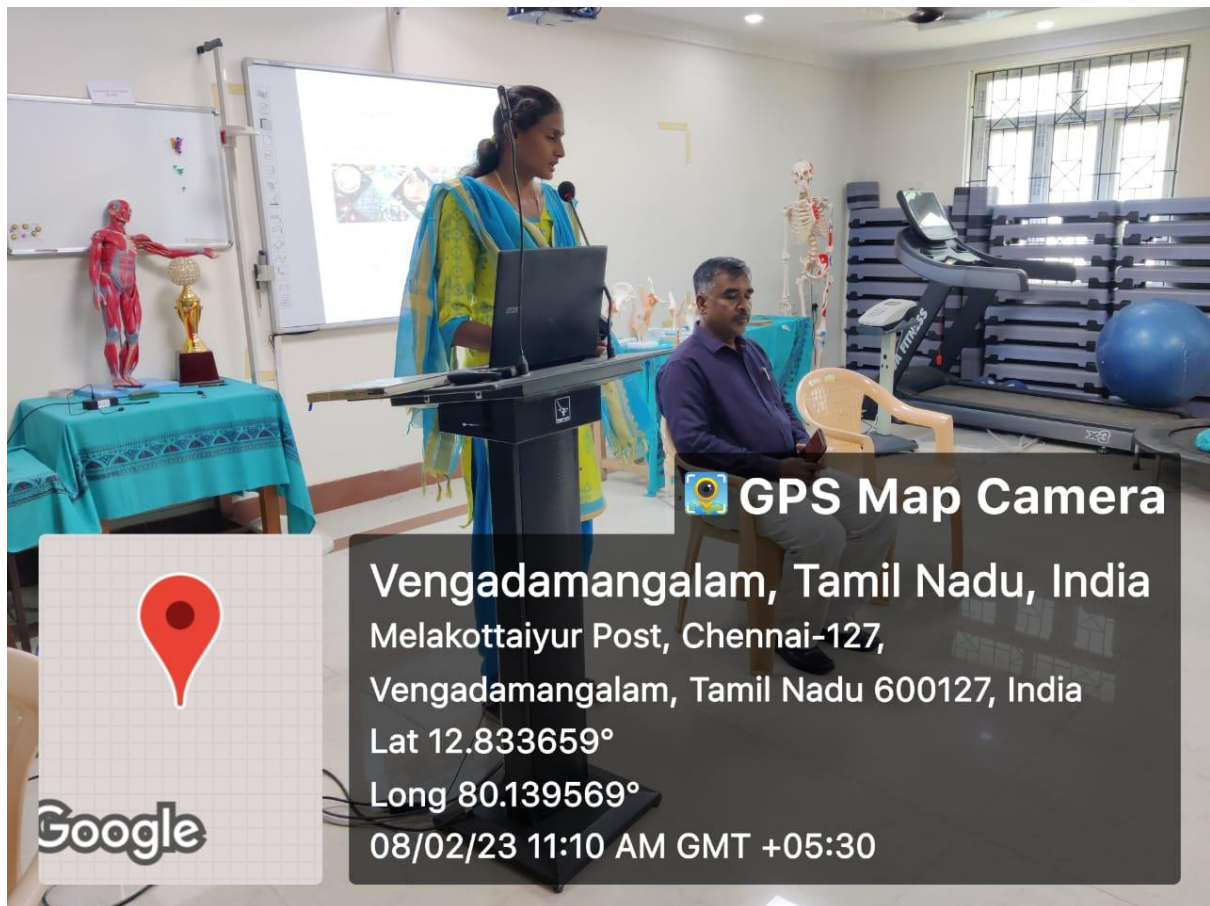 GPS Map Camera
Vengadamangalam, Tamil Nadu, India
Melakottaiyur Post, Chennai-127,
Vengadamangalam, Tamil Nadu 600127, India
Lat 12.833659°
Long 80.139569°
08/02/23 11:10 AM GMT +05:30
Google
FITNESS
X3